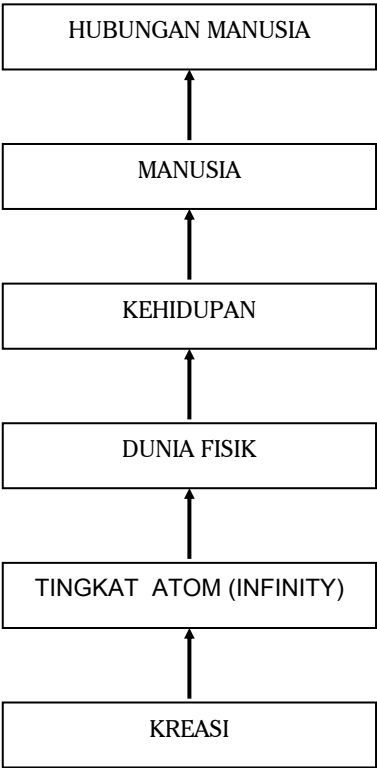 HUBUNGAN MANUSIA
MANUSIA
KEHIDUPAN
DUNIA FISIK
TINGKAT ATOM (INFINITY)
KREASI